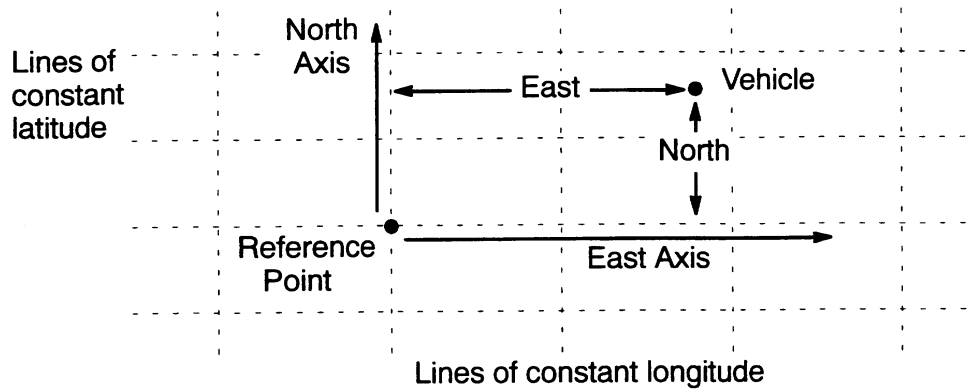 North
Axis
Lines of
constant
latitude
East
Vehicle
North
Reference
Point
East Axis
Lines of constant longitude